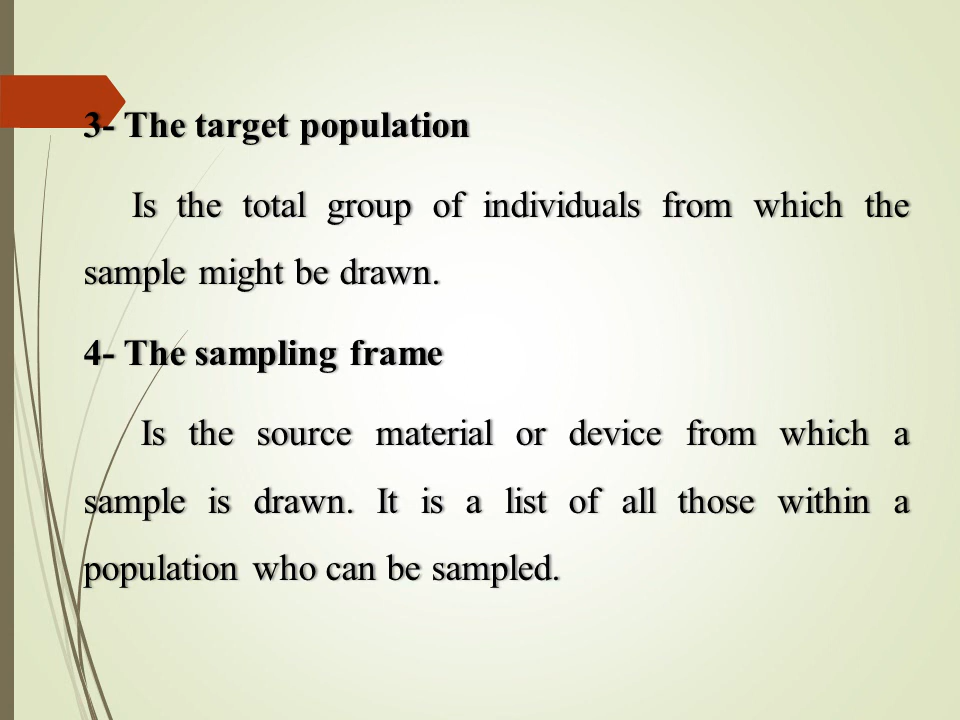 3- The target population
Is the total group of individuals from which the
sample might be drawn.
4- The sampling frame
Is the source material or device from which a
sample is drawn. It is a list of all those within a
population who can be sampled.